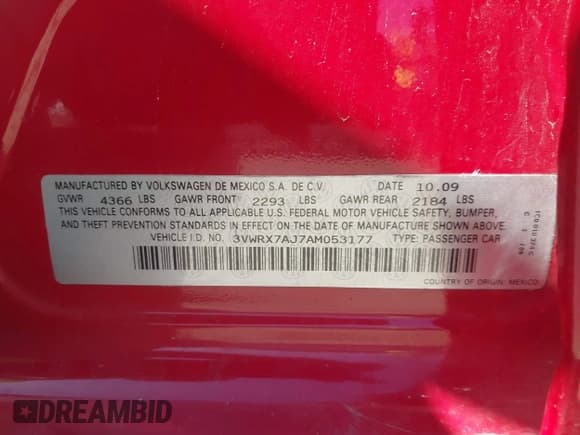 MANUFACTURED BY VOLKSWAGEN DE MEXICO S.A. DE C.V. DATE 10.09
GVWR 4366 LBS GAWR FRONT 2293 LBS GAWR REAR 2184 LBS
THIS VEHICLE CONFORMS TO ALL APPLICABLE U.S. FEDERAL MOTOR VEHICLE SAFETY, BUMPER,
AND THEFT PREVENTION STANDARDS IN EFFECT ON THE DATE OF MANUFACTURE SHOWN ABOVE.
VEHICLE I.D. NO. 3VWRX7AJ7AM053177 TYPE: PASSENGER CAR
COUNTRY OF ORIGIN: MEXICO
DREAMBID